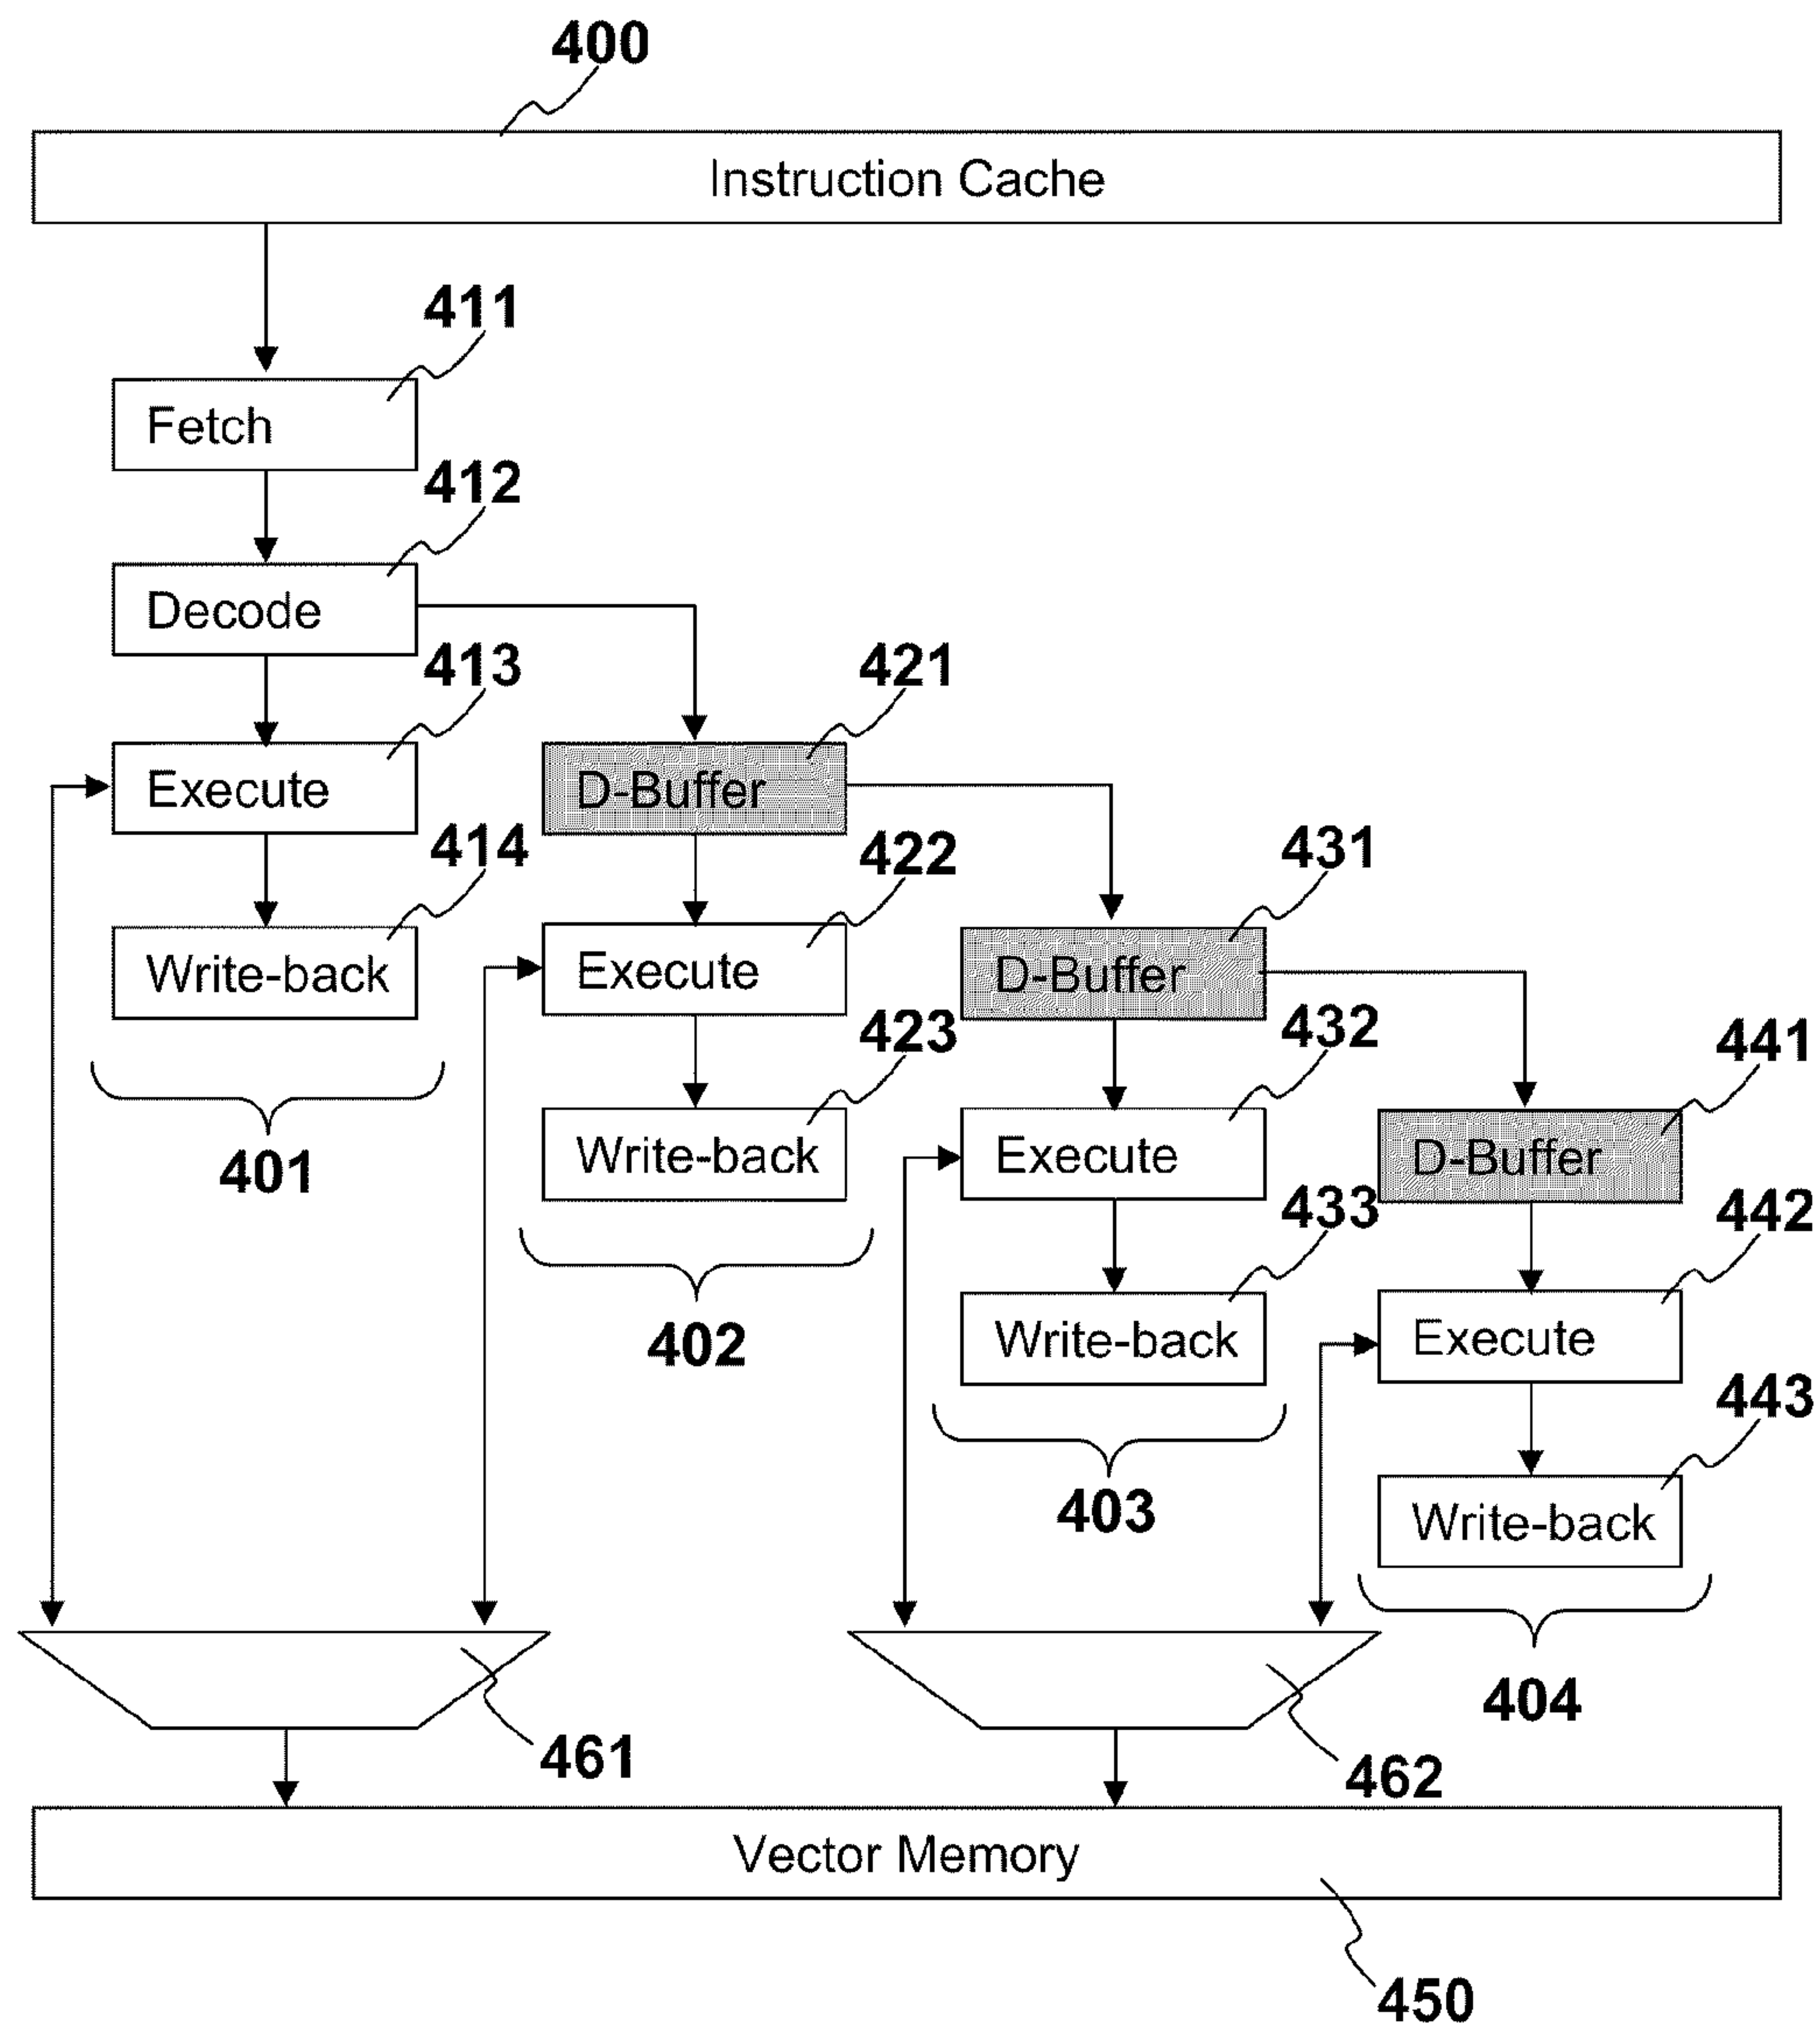 400
Instruction Cache
411
Fetch
412
Decode
413
421
Execute
D-Buffer
414
422
431
Write-back
Execute
D-Buffer
423
432
441
401
Write-back
Execute
D-Buffer
433
442
402
Write-back
Execute
443
403
Write-back
404
461
462
Vector Memory
450